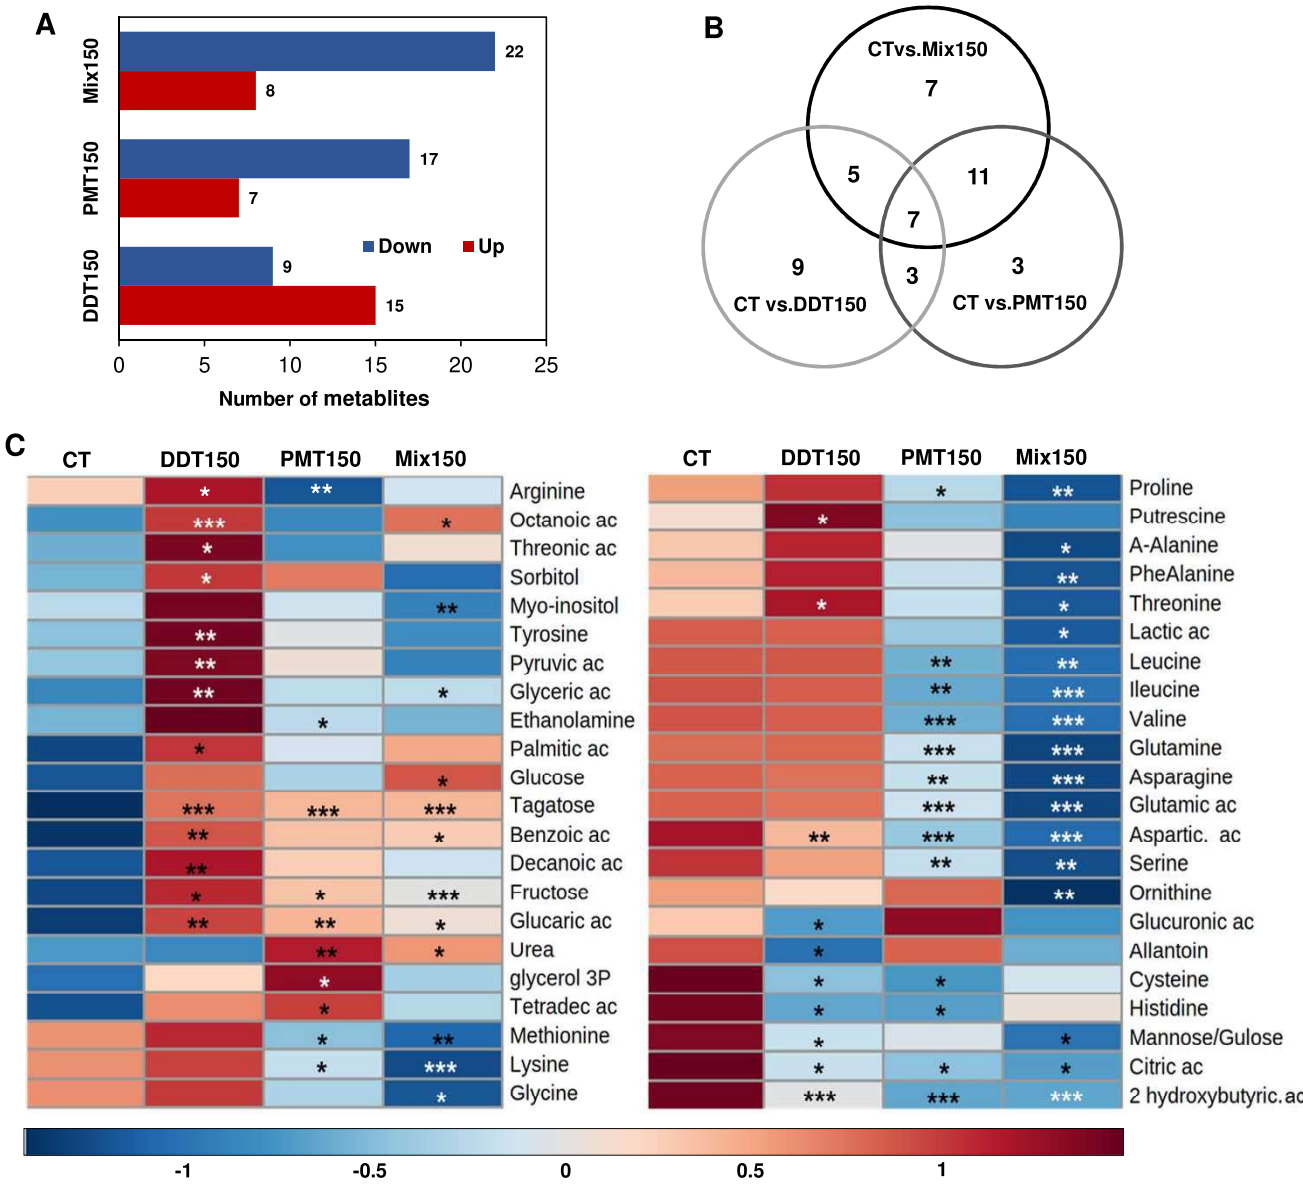 A
Mix150
PMT150
DDT150
22
8
17
7
9
15
Down
Up
0 5 10 15 20 25
Number of metablites
B
CTvs.Mix150
7
5
11
7
9
3
3
CT vs.DDT150
CT vs.PMT150
C
CT DDT150 PMT150 Mix150
* ** Arginine
*** * Octanoic ac
* Threonic ac
* Sorbitol
** Myo-inositol
** Tyrosine
** Pyruvic ac
** * Glyceric ac
* Ethanolamine
* Palmitic ac
* Glucose
*** *** *** Tagatose
** * Benzoic ac
** Decanoic ac
* * *** Fructose
** ** * Glucaric ac
** * Urea
* glycerol 3P
* Tetradec ac
* ** Methionine
* *** Lysine
* Glycine
CT DDT150 PMT150 Mix150
* ** Proline
* Putrescine
* A-Alanine
** PheAlanine
* * Threonine
* Lactic ac
** ** Leucine
** *** Ileucine
*** *** Valine
*** *** Glutamine
** *** Asparagine
*** *** Glutamic ac
** *** *** Aspartic. ac
** ** Serine
** Ornithine
* Glucuronic ac
* Allantoin
* * Cysteine
* * Histidine
* * Mannose/Gulose
* * * Citric ac
*** *** *** 2 hydroxybutyric.ac
-1 -0.5 0 0.5 1